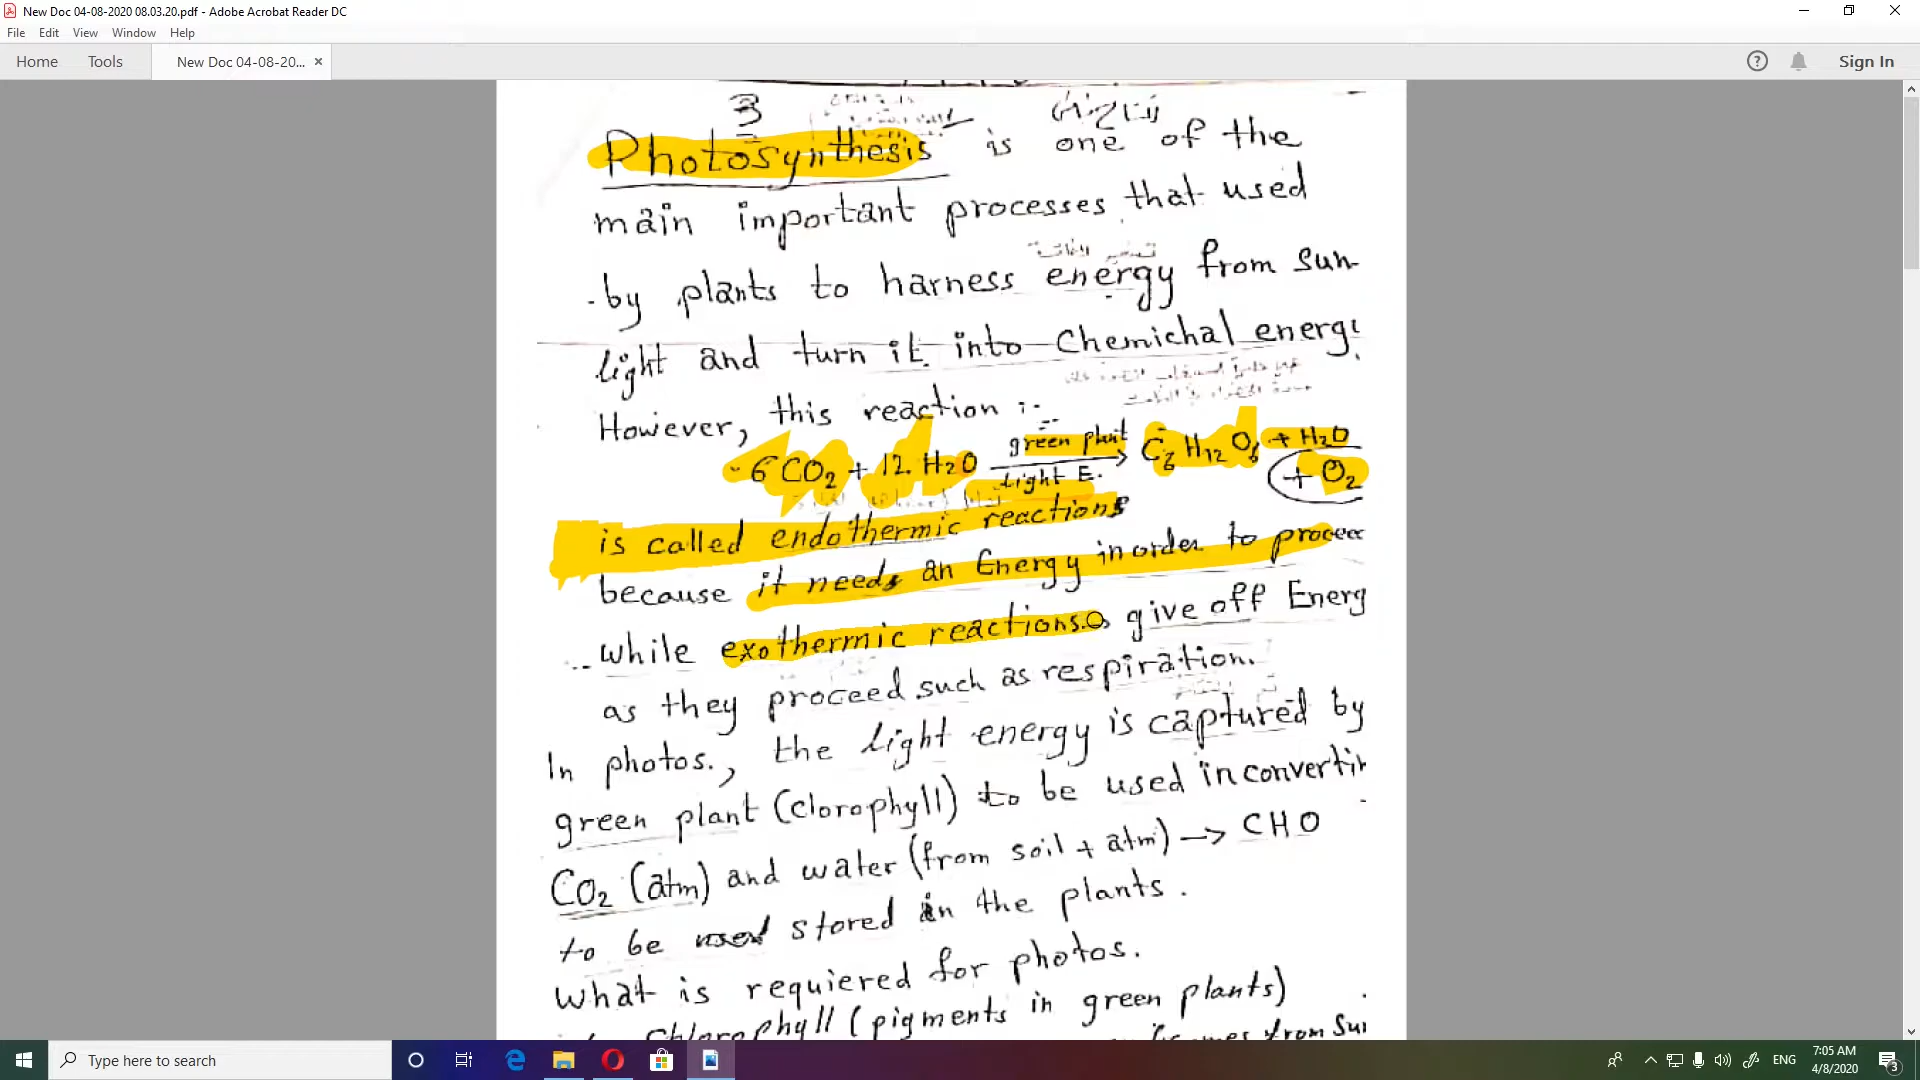 New Doc 04-08-2020 08.03.20.pdf - Adobe Acrobat Reader DC
File Edit View Window Help
Home Tools New Doc 04-08-20... × ? Sign In
3
Photosynthesis is one of the
main important processes that used
by plants to harness energy from sun
light and turn it into Chemichal energy
However, this reaction :-
6CO₂ + 12 H₂O green plant → light E. C₆H₁₂O₆ + H₂O
+ O₂
is called endothermic reactions
because it needs an Energy in order to procee
while exothermic reactions give off Energ
as they proceed such as respiration.
In photos., the light energy is captured by
green plant (clorophyll) to be used in convertin
CO₂ (atm) and water (from soil + atm) → CHO
to be stored in the plants.
What is requiered for photos.
Chlorophyll (pigments in green plants)
from Sun
Type here to search ENG 7:05 AM
4/8/2020 3